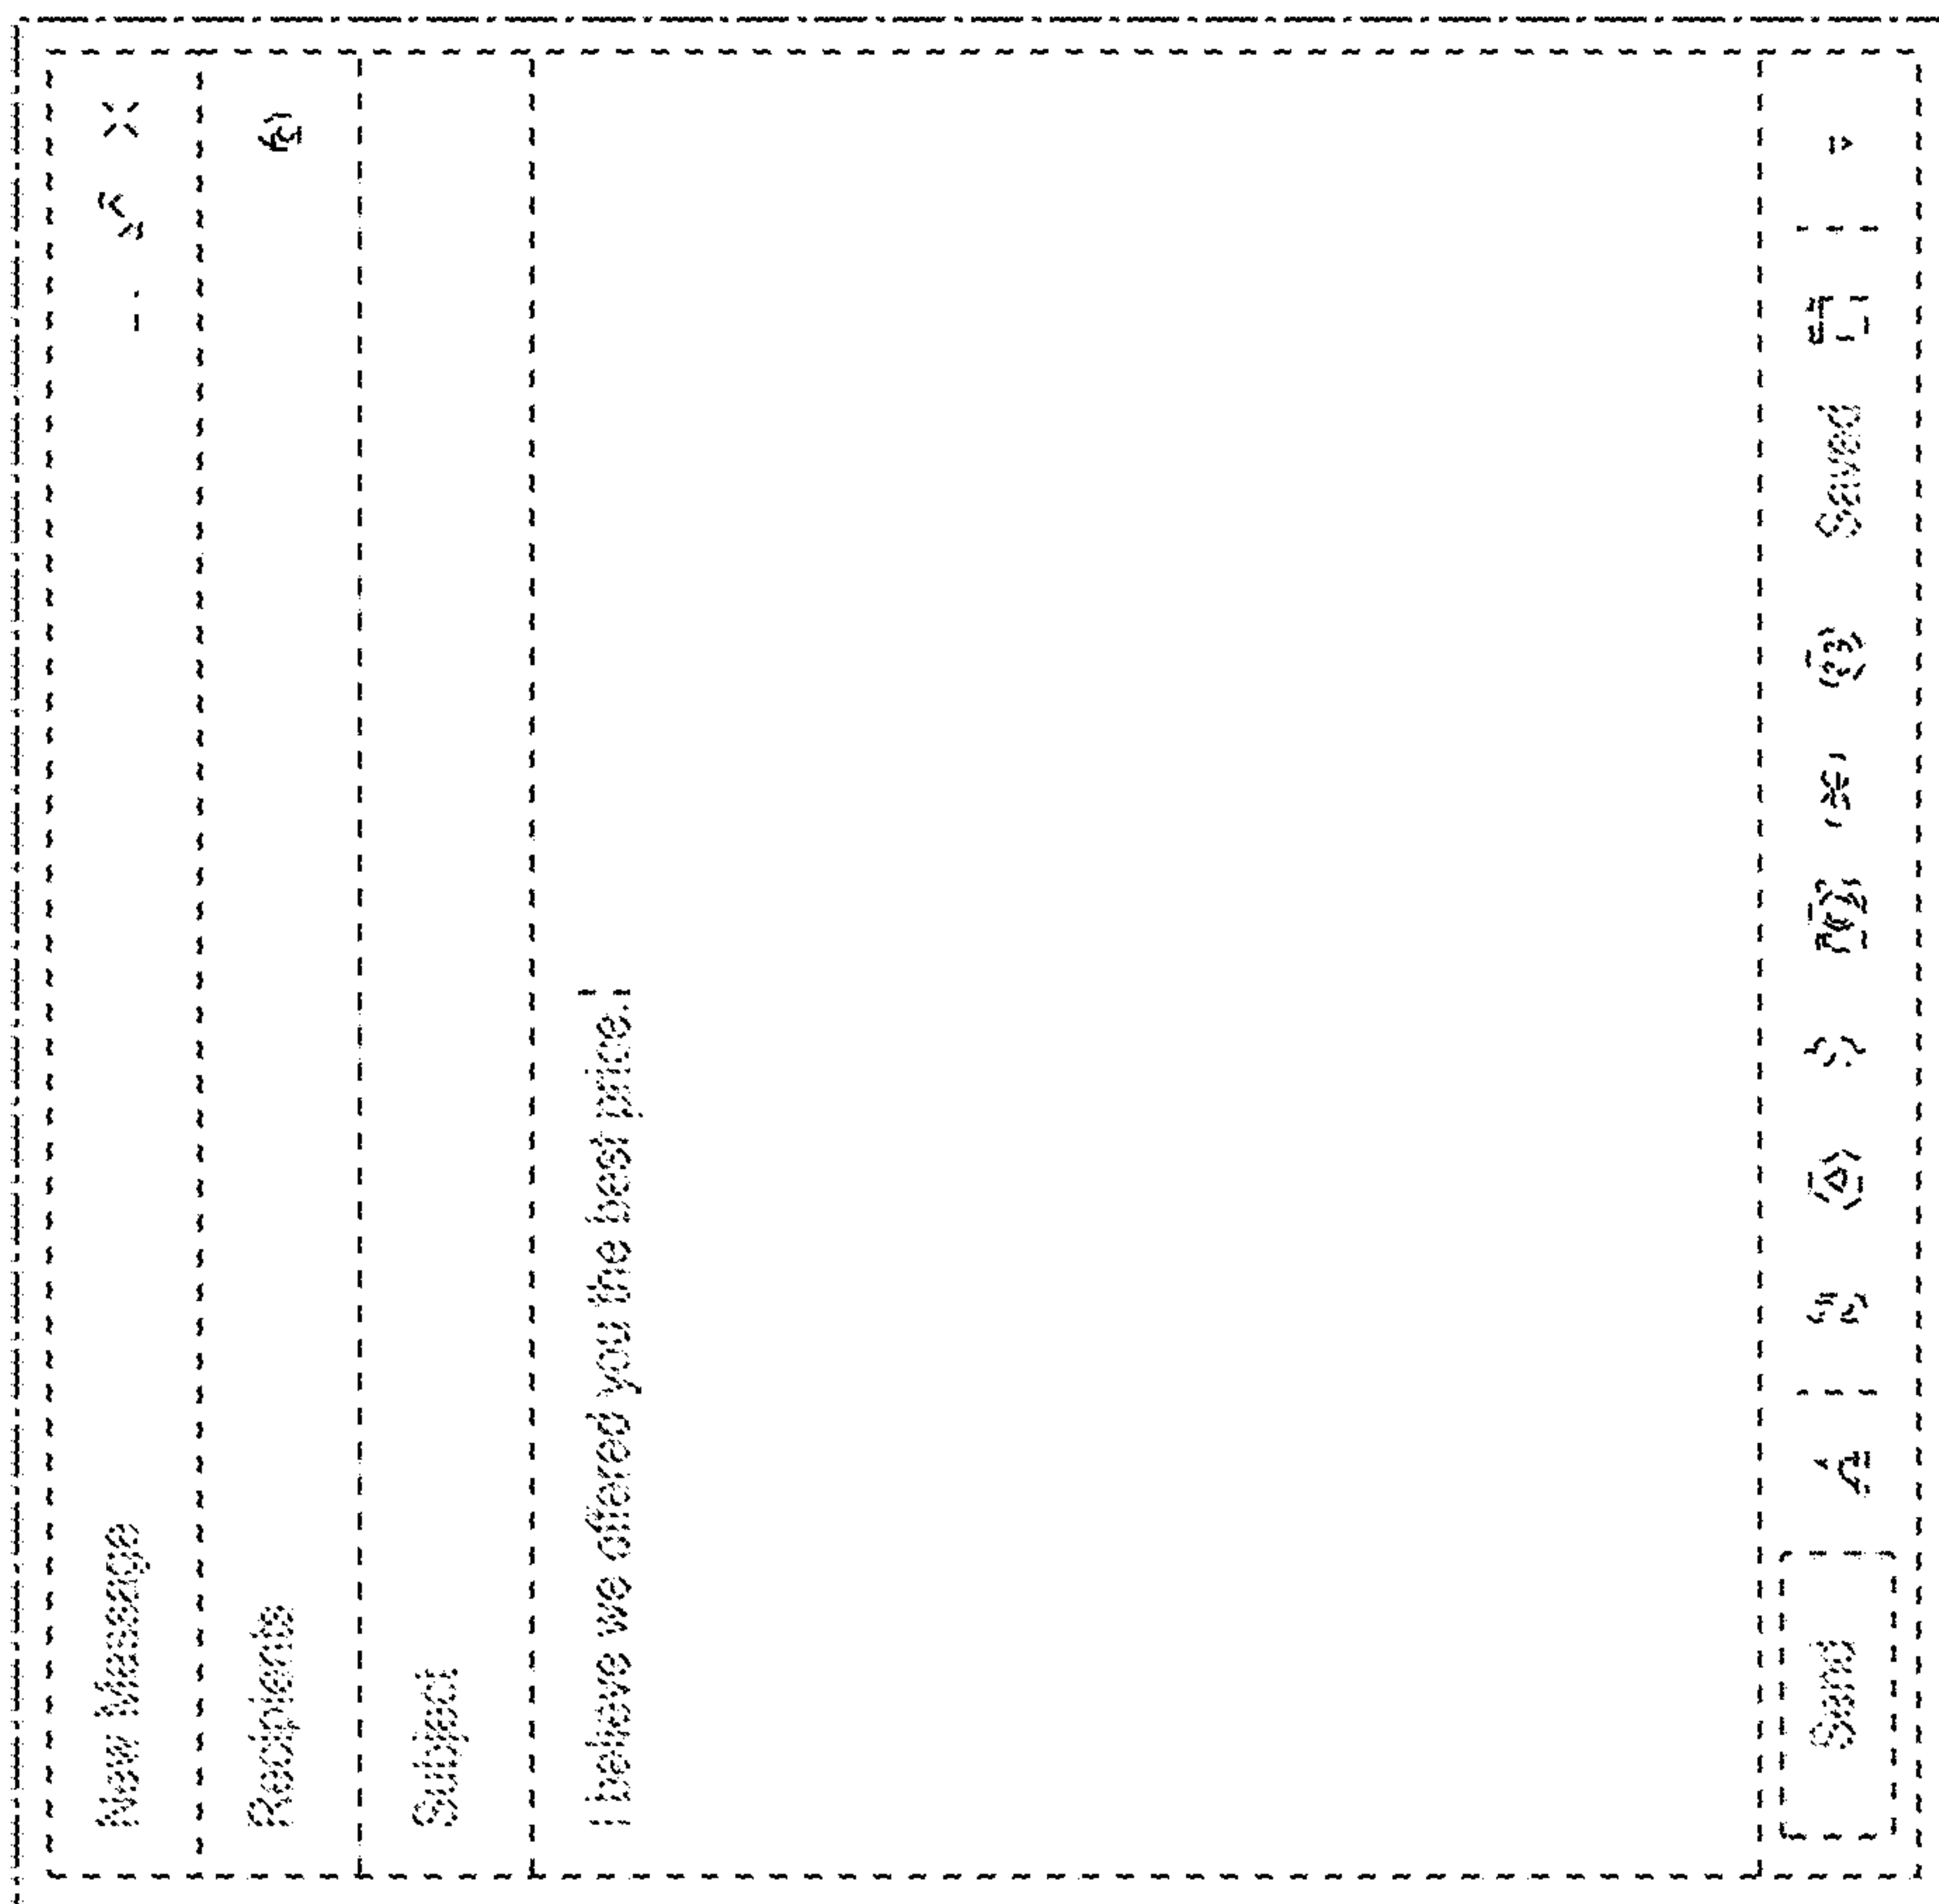 New Message
Recipients
Subject
I believe we offered you the best price.
Send
A
Saved